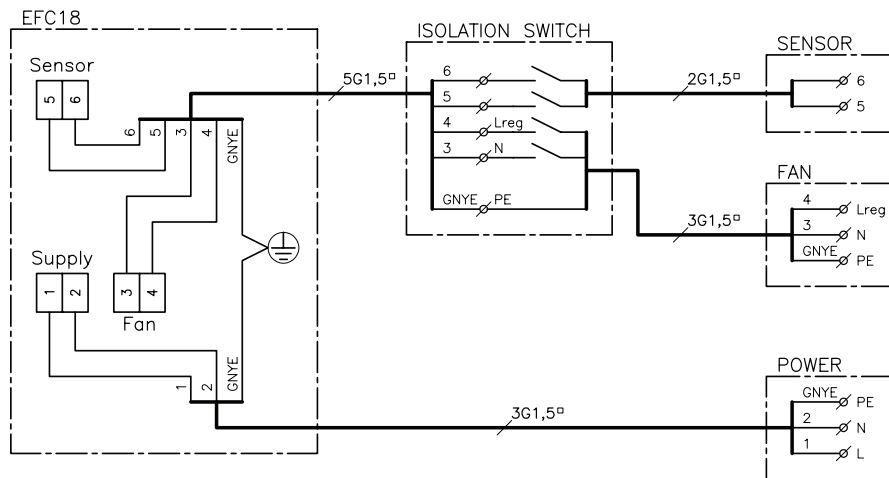 EFC18
Sensor
5 6
6 5 3 4 GNYE
Supply
1 2
3 4
Fan
1 2 GNYE
5G1,5□
ISOLATION SWITCH
6
5
4 Lreg
3 N
GNYE PE
2G1,5□
SENSOR
6
5
3G1,5□
FAN
4 Lreg
3 N
GNYE PE
3G1,5□
POWER
GNYE PE
2 N
1 L